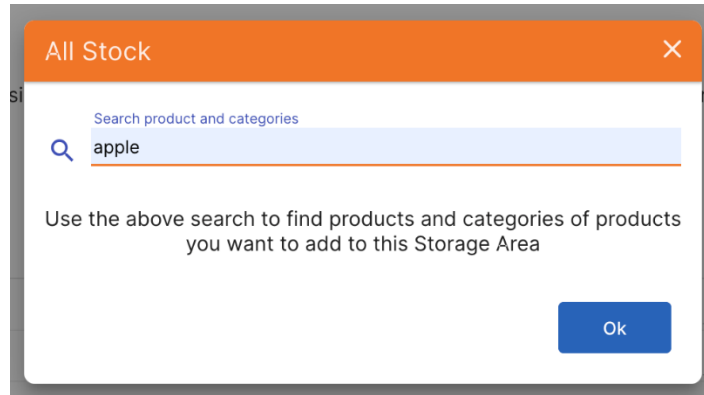 All Stock
Search product and categories
apple
Use the above search to find products and categories of products
you want to add to this Storage Area
Ok